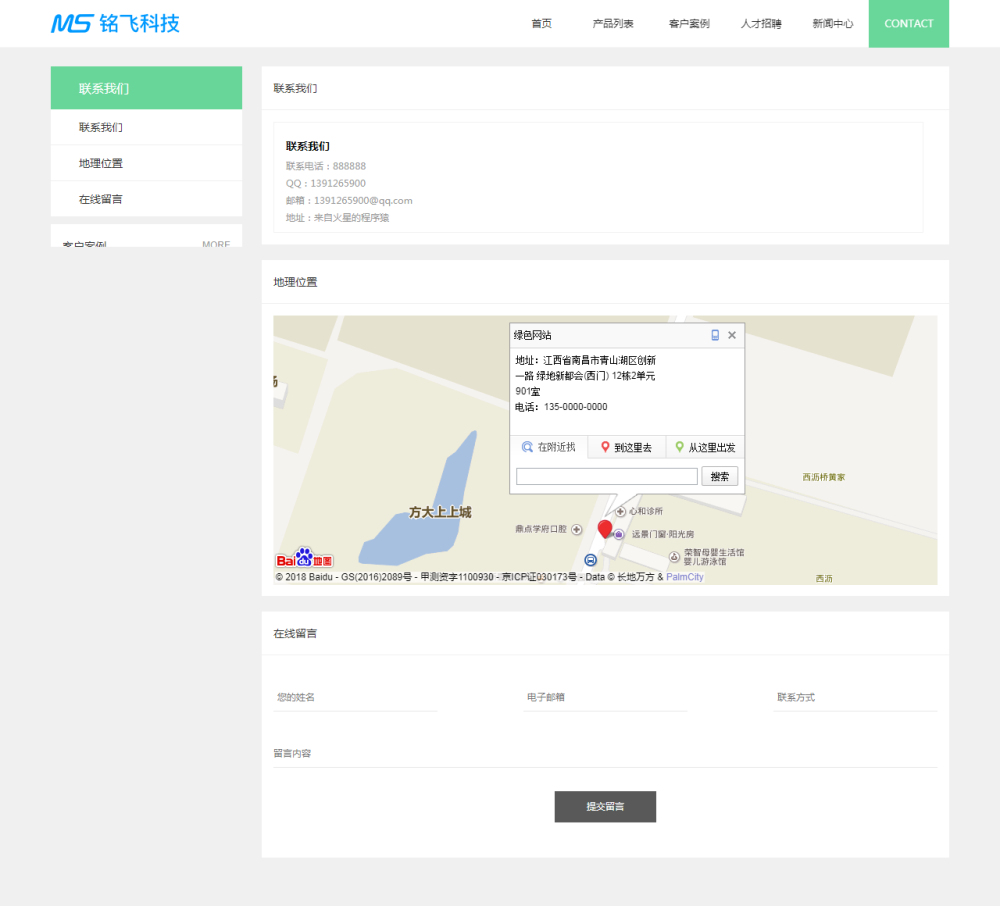 MS 铭飞科技
首页 产品列表 客户案例 人才招聘 新闻中心 CONTACT
联系我们
联系我们
地理位置
在线留言
客户案例 MORE
联系我们
联系我们
联系电话：888888
QQ：1391265900
邮箱：1391265900@qq.com
地址：来自火星的程序猿
地理位置
绿色网站
地址：江西省南昌市青山湖区创新
一路 绿地新都会(西门) 12栋2单元
901室
电话：135-0000-0000
在附近找 到这里去 从这里出发
搜索
西沥桥黄家
方大上上城
心和诊所
鼎点学府口腔
远景门窗·阳光房
荣智母婴生活馆
婴儿游泳馆
西沥
Bai du 地图
© 2018 Baidu - GS(2016)2089号 - 甲测资字1100930 - 京ICP证030173号 - Data © 长地万方 & PalmCity
在线留言
您的姓名 电子邮箱 联系方式
留言内容
提交留言